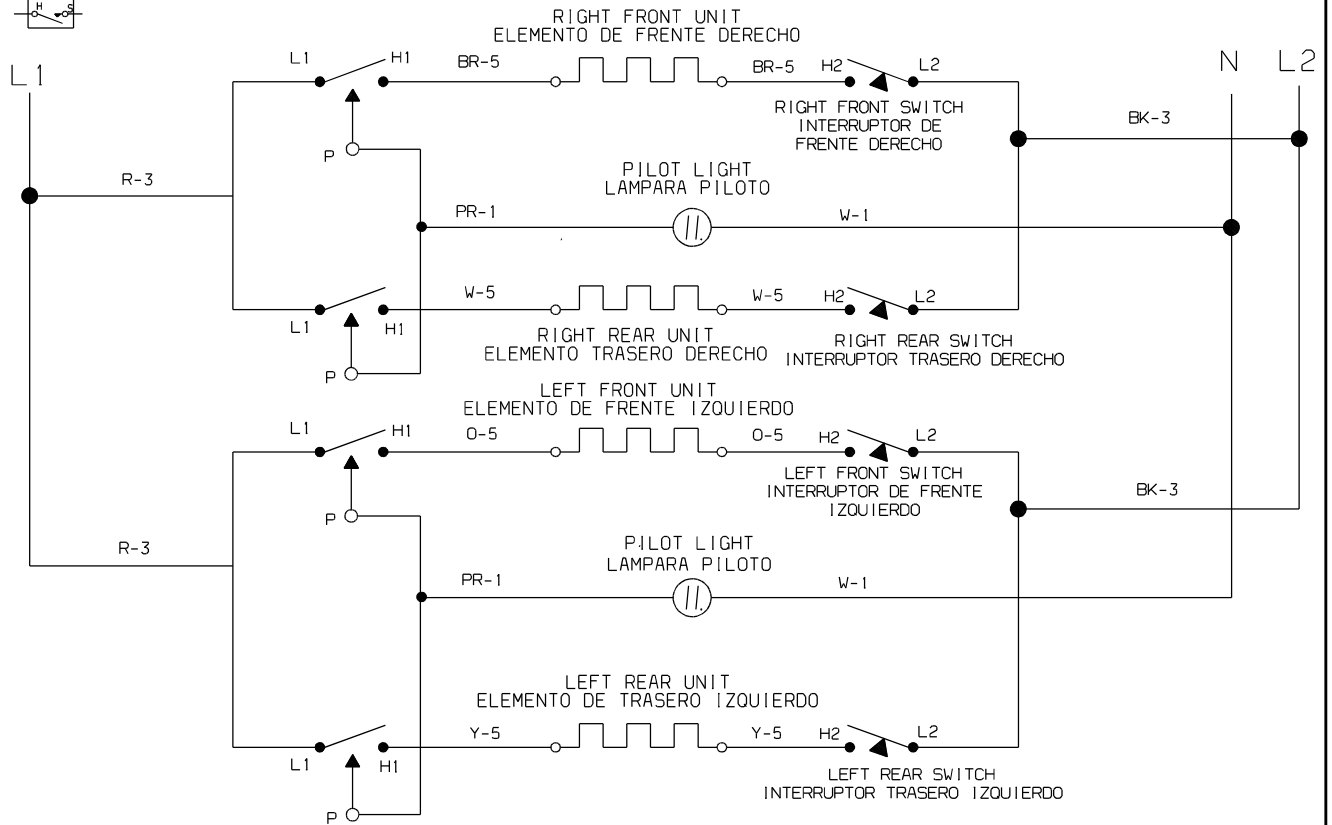 H S
RIGHT FRONT UNIT
ELEMENTO DE FRENTE DERECHO
L1
L1 H1 BR-5 BR-5 H2 L2
N L2
RIGHT FRONT SWITCH
INTERRUPTOR DE
FRENTE DERECHO
BK-3
P
PILOT LIGHT
LAMPARA PILOTO
R-3
PR-1 W-1
W-5 W-5 H2 L2
L1 H1
RIGHT REAR UNIT
ELEMENTO TRASERO DERECHO
RIGHT REAR SWITCH
INTERRUPTOR TRASERO DERECHO
P
LEFT FRONT UNIT
ELEMENTO DE FRENTE IZQUIERDO
L1 H1 O-5 O-5 H2 L2
LEFT FRONT SWITCH
INTERRUPTOR DE FRENTE
IZQUIERDO
BK-3
P
PILOT LIGHT
LAMPARA PILOTO
R-3
PR-1 W-1
LEFT REAR UNIT
ELEMENTO DE TRASERO IZQUIERDO
Y-5 Y-5 H2 L2
L1 H1
LEFT REAR SWITCH
INTERRUPTOR TRASERO IZQUIERDO
P